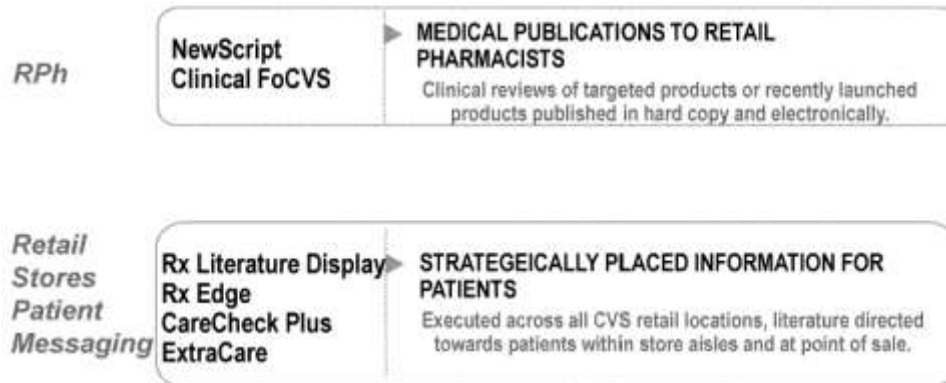 RPh
NewScript
Clinical FoCVS
MEDICAL PUBLICATIONS TO RETAIL
PHARMACISTS
Clinical reviews of targeted products or recently launched
products published in hard copy and electronically.
Retail
Stores
Patient
Messaging
Rx Literature Display
Rx Edge
CareCheck Plus
ExtraCare
STRATEGEICALLY PLACED INFORMATION FOR
PATIENTS
Executed across all CVS retail locations, literature directed
towards patients within store aisles and at point of sale.